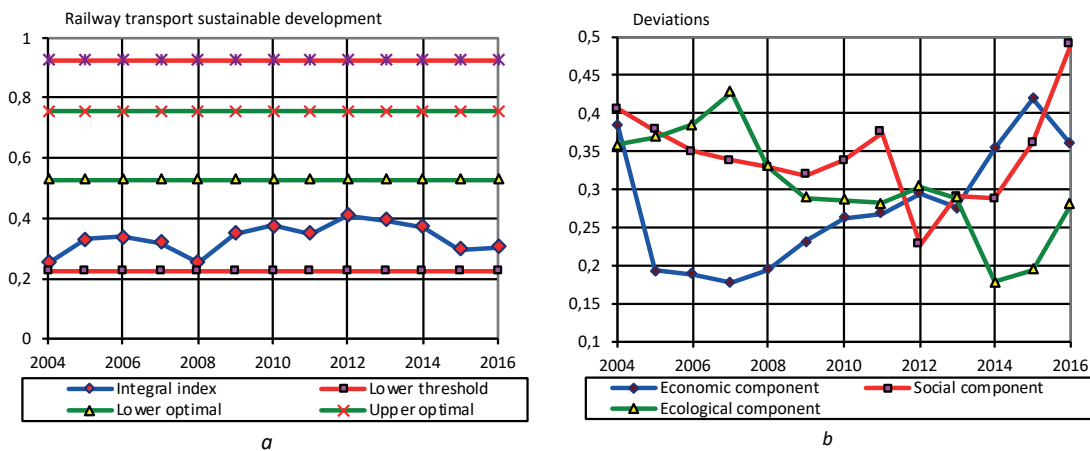 Railway transport sustainable development
1
0,8
0,6
0,4
0,2
0
2004 2006 2008 2010 2012 2014 2016
Integral index Lower threshold
Lower optimal Upper optimal
a
Deviations
0,5
0,45
0,4
0,35
0,3
0,25
0,2
0,15
0,1
2004 2006 2008 2010 2012 2014 2016
Economic component Social component
Ecological component
b